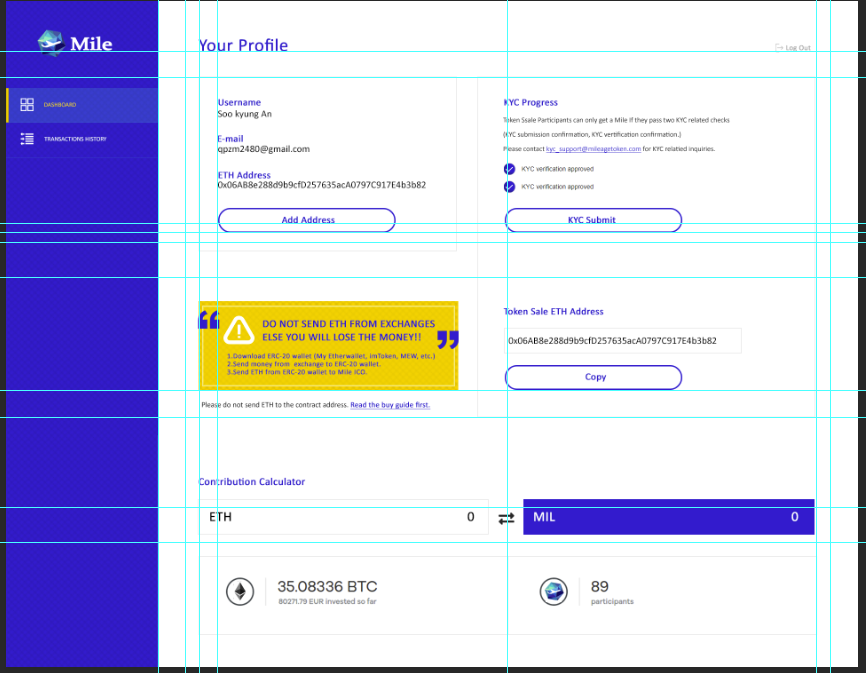 Mile
Your Profile
Log Out
DASHBOARD
TRANSACTIONS HISTORY
Username
Soo kyung An
E-mail
qpzm2480@gmail.com
ETH Address
0x06AB8e288d9b9cfD257635acA0797C917E4b3b82
Add Address
KYC Progress
Token Ssale Participants can only get a Mile if they pass two KYC related checks
(KYC submission confirmation, KYC vertification confirmation.)
Please contact kyc_support@mileagetoken.com for KYC related inquiries.
KYC verification approved
KYC verification approved
KYC Submit
DO NOT SEND ETH FROM EXCHANGES
ELSE YOU WILL LOSE THE MONEY!!
1.Download ERC-20 wallet (My Etherwallet, imToken, MEW, etc.)
2.Send money from exchange to ERC-20 wallet.
3.Send ETH from ERC-20 wallet to Mile ICO.
Please do not send ETH to the contract address. Read the buy guide first.
Token Sale ETH Address
0x06AB8e288d9b9cfD257635acA0797C917E4b3b82
Copy
Contribution Calculator
ETH 0
MIL 0
35.08336 BTC
80271.79 EUR invested so far
89
participants